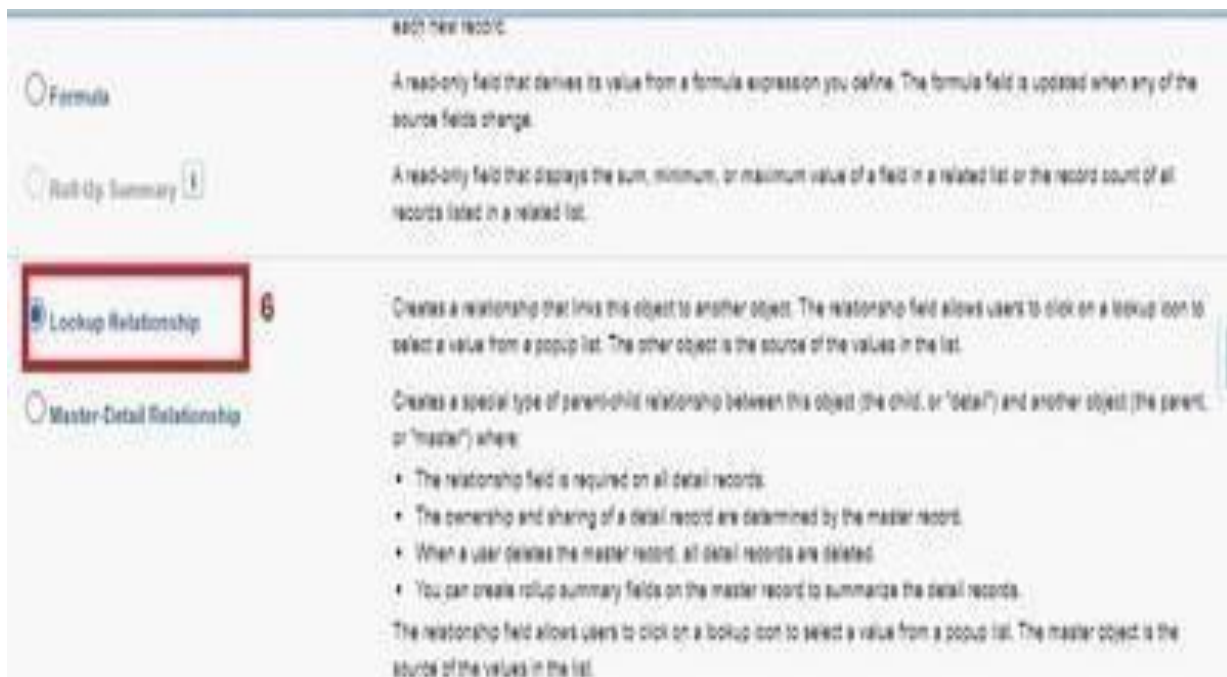 each new record.
Formula
A read-only field that derives its value from a formula expression you define. The formula field is updated when any of the
source fields change.
Roll-Up Summary i
A read-only field that displays the sum, minimum, or maximum value of a field in a related list or the record count of all
records listed in a related list.
Lookup Relationship
6
Creates a relationship that links this object to another object. The relationship field allows users to click on a lookup icon to
select a value from a popup list. The other object is the source of the values in the list.
Master-Detail Relationship
Creates a special type of parent-child relationship between this object (the child, or "detail") and another object (the parent,
or "master") where:
• The relationship field is required on all detail records.
• The ownership and sharing of a detail record are determined by the master record.
• When a user deletes the master record, all detail records are deleted.
• You can create rollup summary fields on the master record to summarize the detail records.
The relationship field allows users to click on a lookup icon to select a value from a popup list. The master object is the
source of the values in the list.